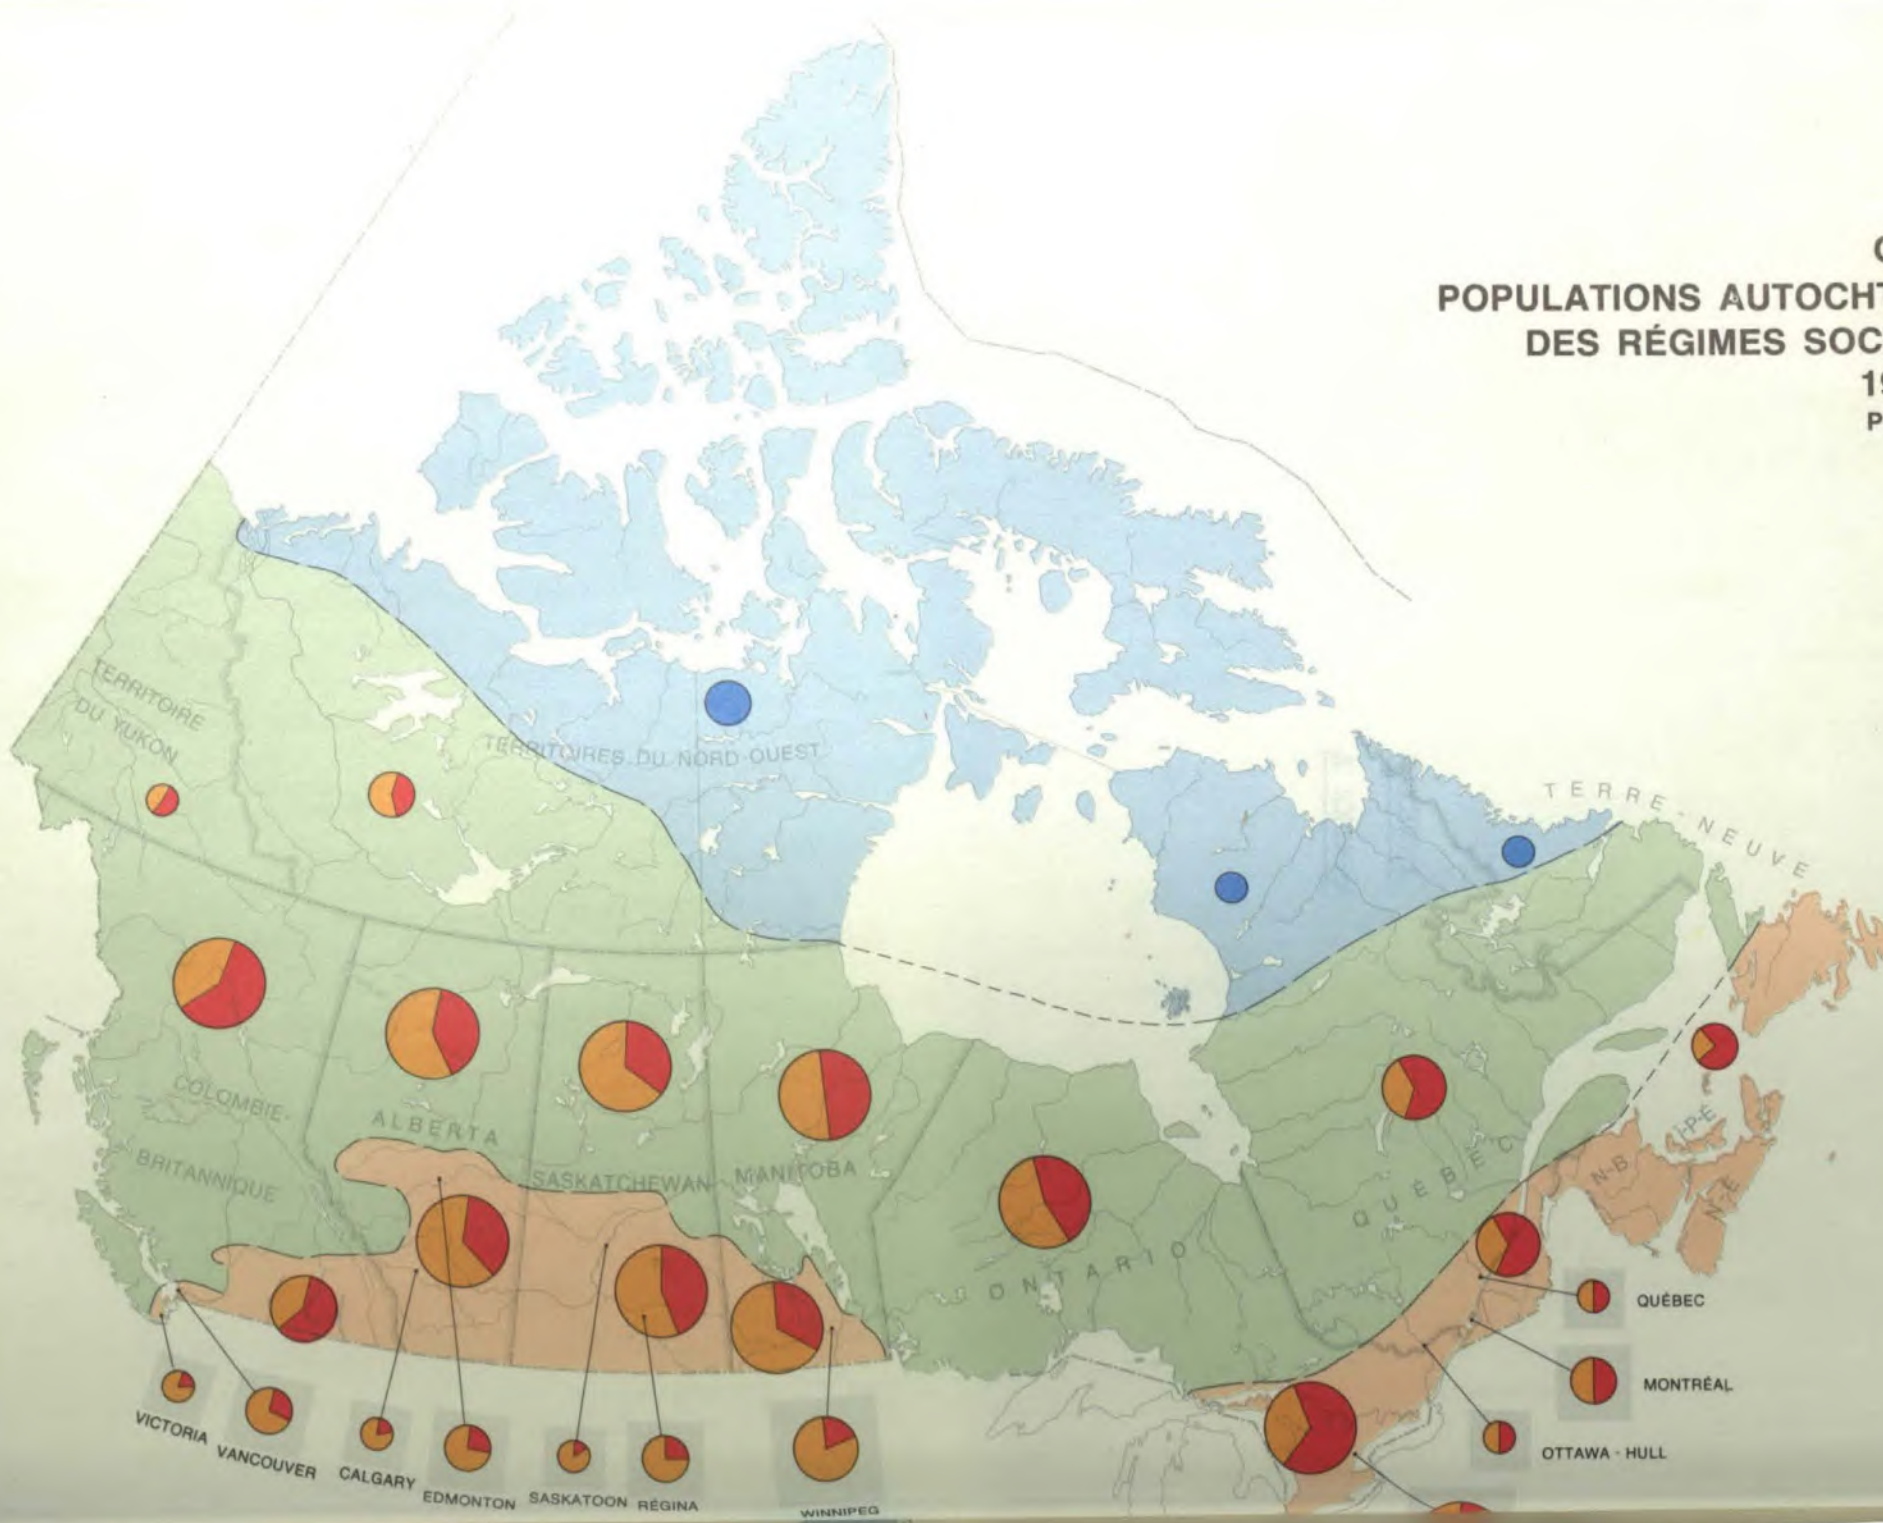 C
POPULATIONS AUTOCHT
DES RÉGIMES SOC
19
P
TERRITOIRE
DU YUKON
TERRITOIRES DU NORD-OUEST
TERRE-NEUVE
COLOMBIE-
BRITANNIQUE
ALBERTA
SASKATCHEWAN
MANITOBA
ONTARIO
QUÉBEC
I-P-É
N-B
N-É
QUÉBEC
MONTRÉAL
OTTAWA - HULL
VICTORIA
VANCOUVER
CALGARY
EDMONTON
SASKATOON
RÉGINA
WINNIPEG